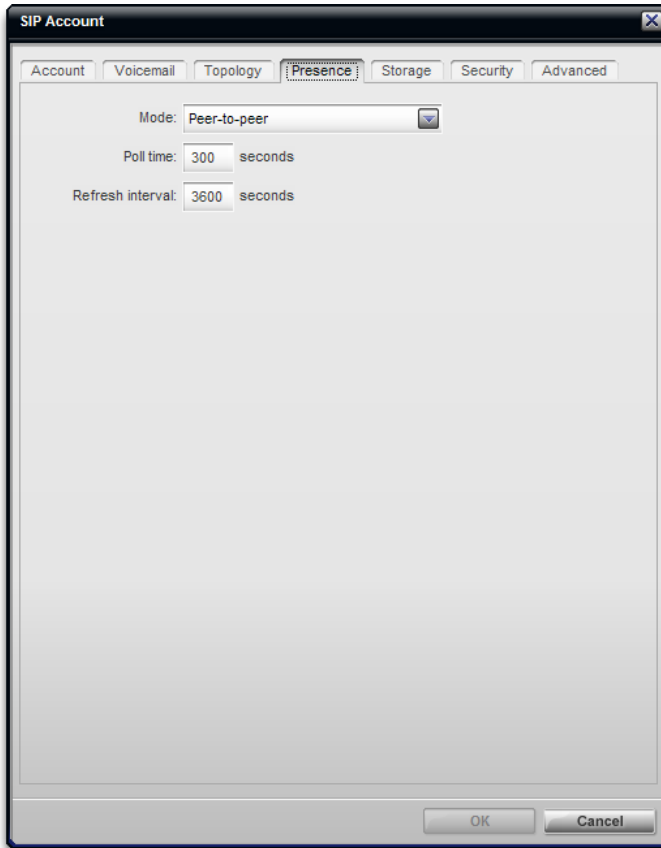 SIP Account
Account Voicemail Topology Presence Storage Security Advanced
Mode: Peer-to-peer
Poll time: 300 seconds
Refresh interval: 3600 seconds
OK Cancel